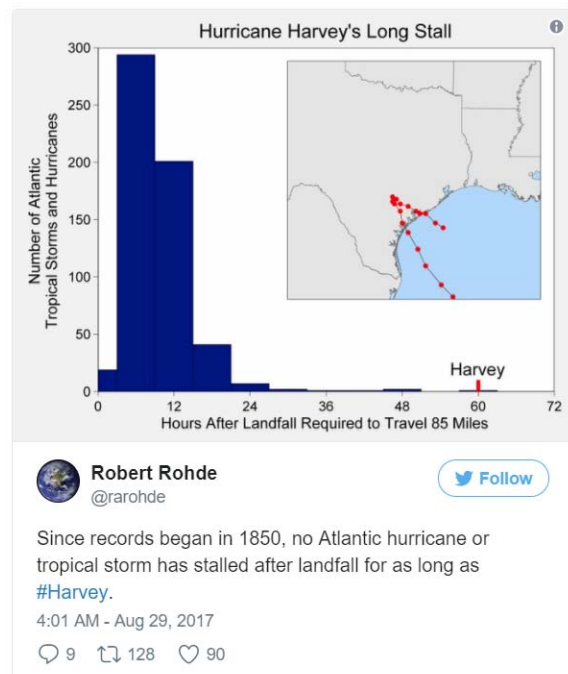 Hurricane Harvey's Long Stall
300
250
200
150
100
50
0
Number of Atlantic
Tropical Storms and Hurricanes
Harvey
0 12 24 36 48 60 72
Hours After Landfall Required to Travel 85 Miles
Robert Rohde
@rarohde
Follow
Since records began in 1850, no Atlantic hurricane or
tropical storm has stalled after landfall for as long as
#Harvey.
4:01 AM - Aug 29, 2017
9 128 90